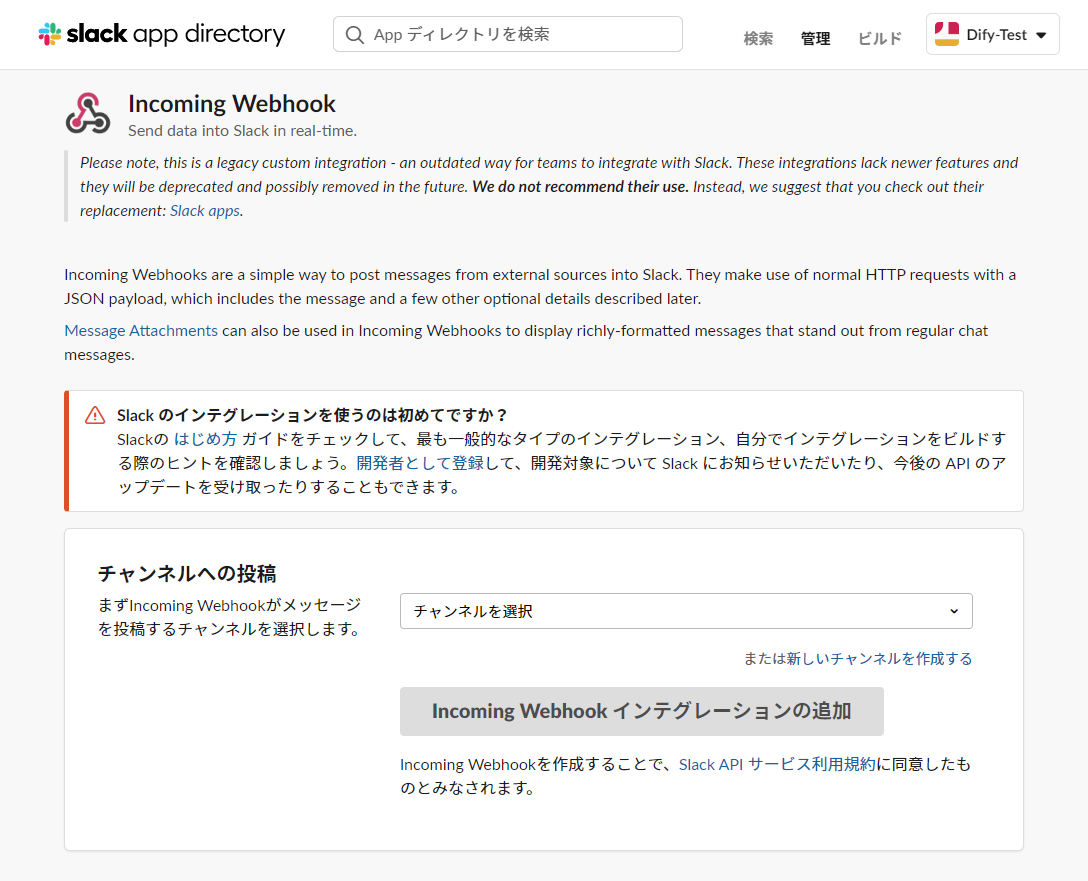 slack app directory
App ディレクトリを検索
検索
管理
ビルド
Dify-Test
Incoming Webhook
Send data into Slack in real-time.
Please note, this is a legacy custom integration - an outdated way for teams to integrate with Slack. These integrations lack newer features and
they will be deprecated and possibly removed in the future. We do not recommend their use. Instead, we suggest that you check out their
replacement: Slack apps.
Incoming Webhooks are a simple way to post messages from external sources into Slack. They make use of normal HTTP requests with a
JSON payload, which includes the message and a few other optional details described later.
Message Attachments can also be used in Incoming Webhooks to display richly-formatted messages that stand out from regular chat
messages.
Slack のインテグレーションを使うのは初めてですか？
Slackの はじめ方 ガイドをチェックして、最も一般的なタイプのインテグレーション、自分でインテグレーションをビルドす
る際のヒントを確認しましょう。開発者として登録して、開発対象について Slack にお知らせいただいたり、今後の API のア
ップデートを受け取ったりすることもできます。
チャンネルへの投稿
まずIncoming Webhookがメッセージ
を投稿するチャンネルを選択します。
チャンネルを選択
または新しいチャンネルを作成する
Incoming Webhook インテグレーションの追加
Incoming Webhookを作成することで、Slack API サービス利用規約に同意したも
のとみなされます。